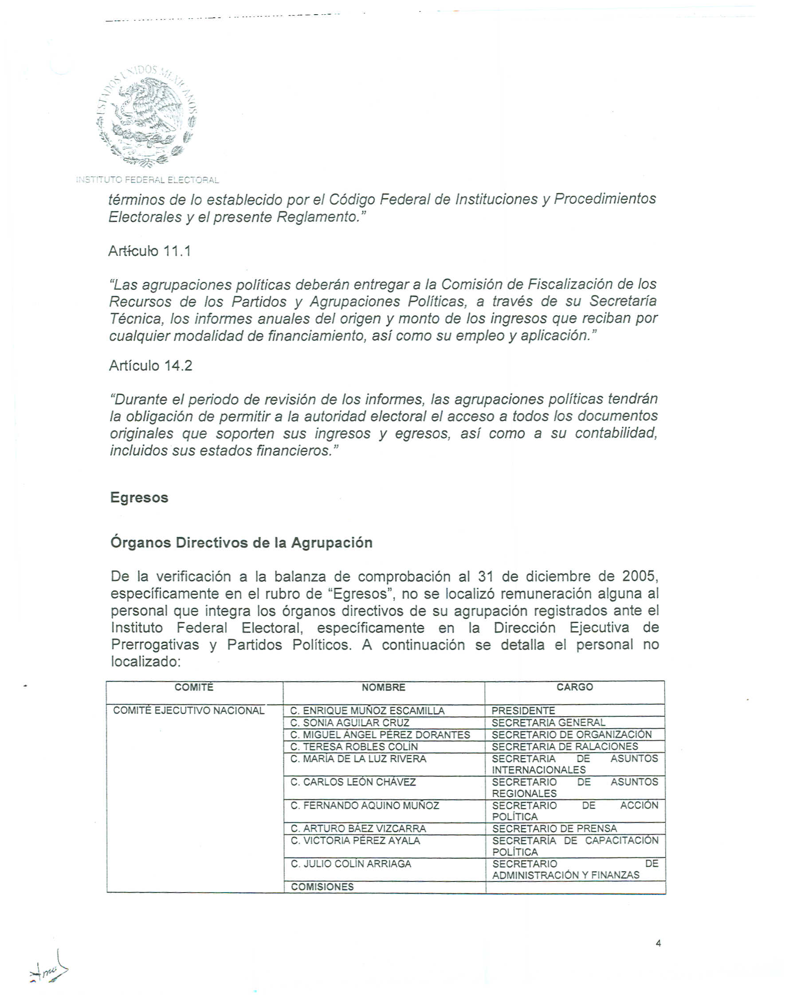 ESTADOS UNIDOS MEXICANOS
INSTITUTO FEDERAL ELECTORAL
términos de lo establecido por el Código Federal de Instituciones y Procedimientos
Electorales y el presente Reglamento.”
Artículo 11.1
“Las agrupaciones políticas deberán entregar a la Comisión de Fiscalización de los
Recursos de los Partidos y Agrupaciones Políticas, a través de su Secretaría
Técnica, los informes anuales del origen y monto de los ingresos que reciban por
cualquier modalidad de financiamiento, así como su empleo y aplicación.”
Artículo 14.2
“Durante el periodo de revisión de los informes, las agrupaciones políticas tendrán
la obligación de permitir a la autoridad electoral el acceso a todos los documentos
originales que soporten sus ingresos y egresos, así como a su contabilidad,
incluidos sus estados financieros.”
Egresos
Órganos Directivos de la Agrupación
De la verificación a la balanza de comprobación al 31 de diciembre de 2005,
específicamente en el rubro de “Egresos”, no se localizó remuneración alguna al
personal que integra los órganos directivos de su agrupación registrados ante el
Instituto Federal Electoral, específicamente en la Dirección Ejecutiva de
Prerrogativas y Partidos Políticos. A continuación se detalla el personal no
localizado:
COMITÉ NOMBRE CARGO
COMITÉ EJECUTIVO NACIONAL C. ENRIQUE MUÑOZ ESCAMILLA PRESIDENTE
C. SONIA AGUILAR CRUZ SECRETARIA GENERAL
C. MIGUEL ÁNGEL PÉREZ DORANTES SECRETARIO DE ORGANIZACIÓN
C. TERESA ROBLES COLÍN SECRETARIA DE RALACIONES
C. MARÍA DE LA LUZ RIVERA SECRETARIA DE ASUNTOS
INTERNACIONALES
C. CARLOS LEÓN CHÁVEZ SECRETARIO DE ASUNTOS
REGIONALES
C. FERNANDO AQUINO MUÑOZ SECRETARIO DE ACCIÓN
POLÍTICA
C. ARTURO BÁEZ VIZCARRA SECRETARIO DE PRENSA
C. VICTORIA PÉREZ AYALA SECRETARÍA DE CAPACITACIÓN
POLÍTICA
C. JULIO COLÍN ARRIAGA SECRETARIO DE
ADMINISTRACIÓN Y FINANZAS
COMISIONES
4